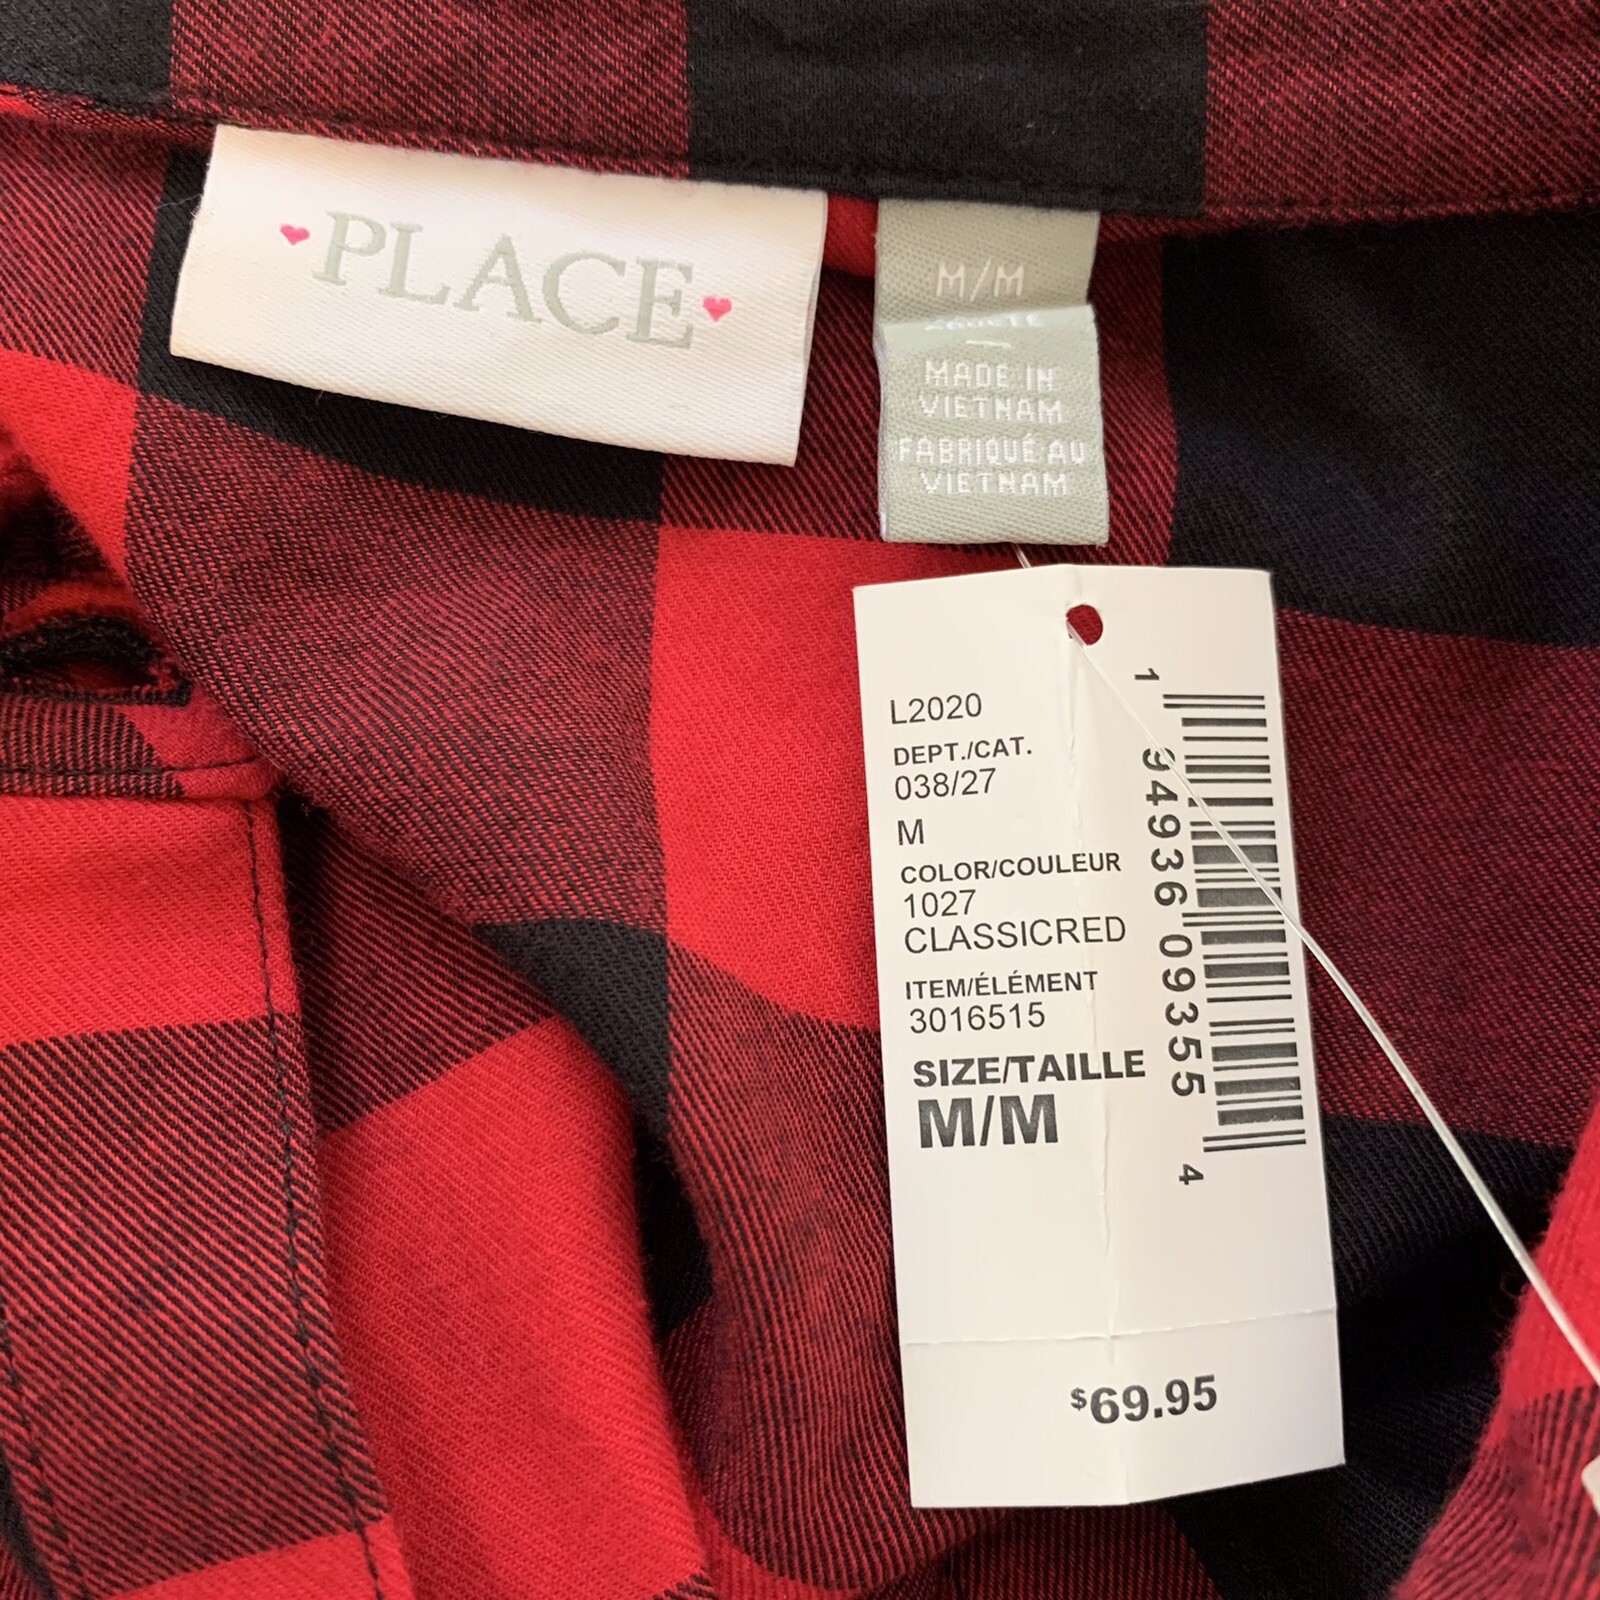 PLACE
M/M
MADE IN
VIETNAM
FABRIQUÉ AU
VIETNAM
L2020
DEPT./CAT.
038/27
M
COLOR/COULEUR
1027
CLASSICRED
ITEM/ÉLÉMENT
3016515
SIZE/TAILLE
M/M
1 94936 09355 4
$69.95